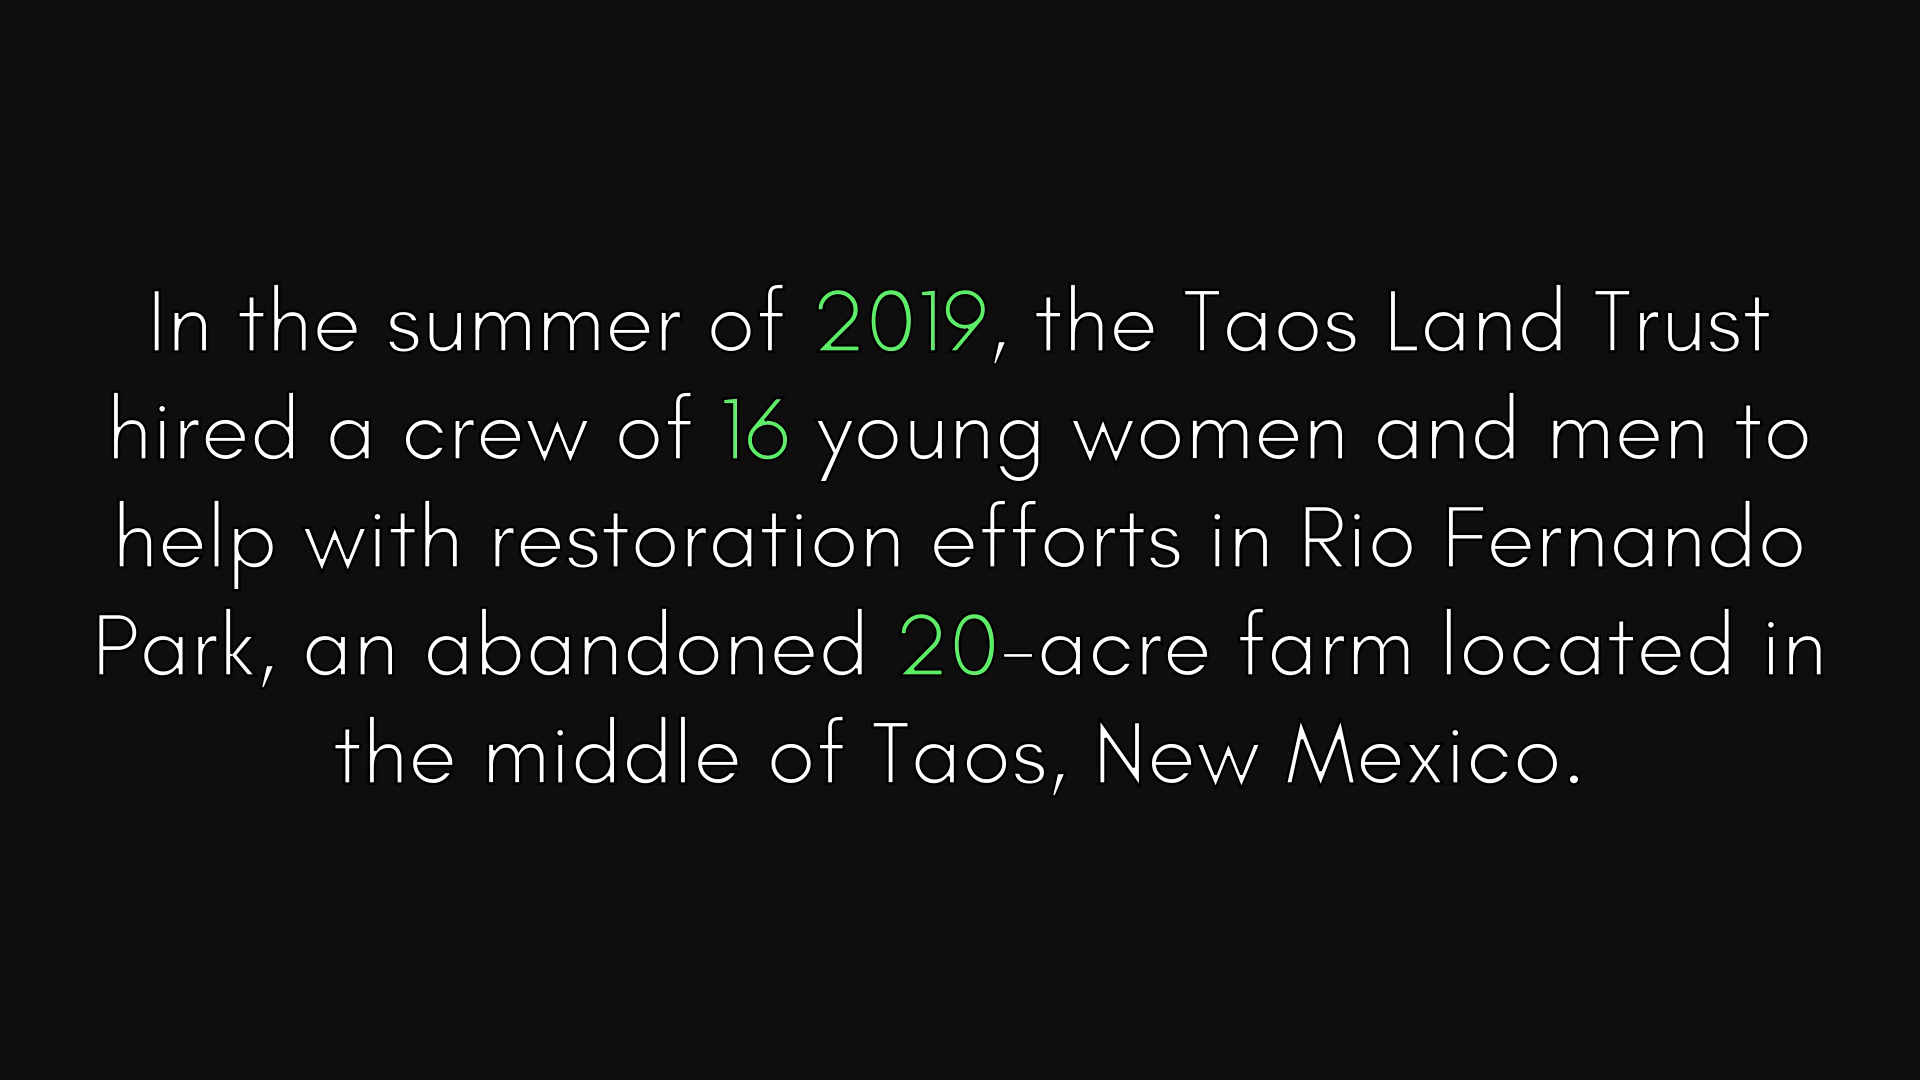 In the summer of 2019, the Taos Land Trust
hired a crew of 16 young women and men to
help with restoration efforts in Rio Fernando
Park, an abandoned 20-acre farm located in
the middle of Taos, New Mexico.